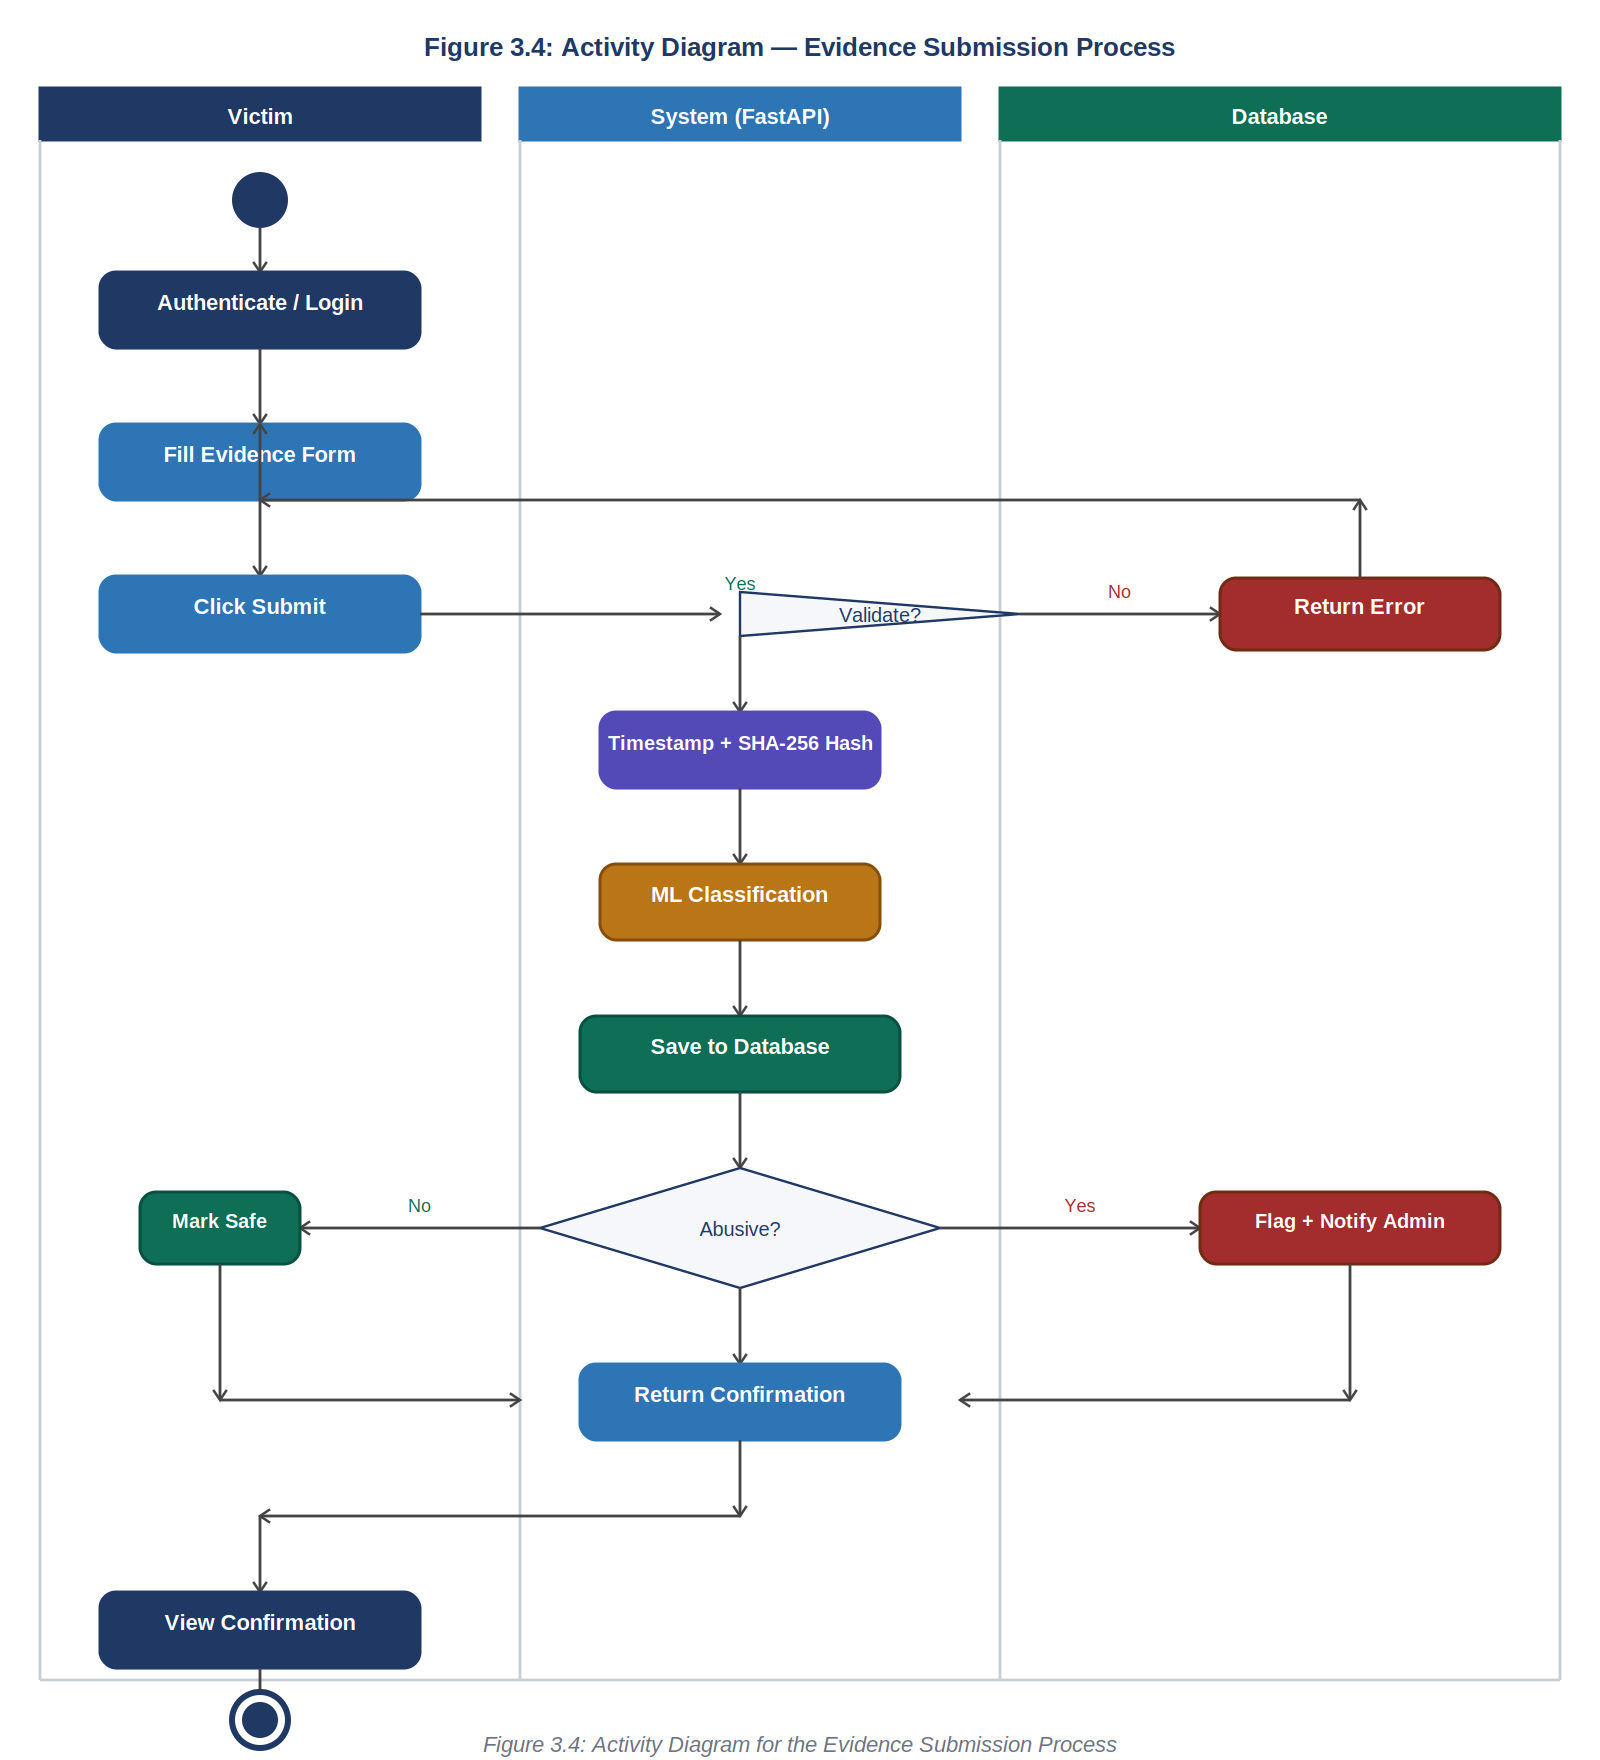 Figure 3.4: Activity Diagram — Evidence Submission Process
Victim
System (FastAPI)
Database
Authenticate / Login
Fill Evidence Form
Click Submit
Yes
Validate?
No
Return Error
Timestamp + SHA-256 Hash
ML Classification
Save to Database
Mark Safe
No
Abusive?
Yes
Flag + Notify Admin
Return Confirmation
View Confirmation
Figure 3.4: Activity Diagram for the Evidence Submission Process